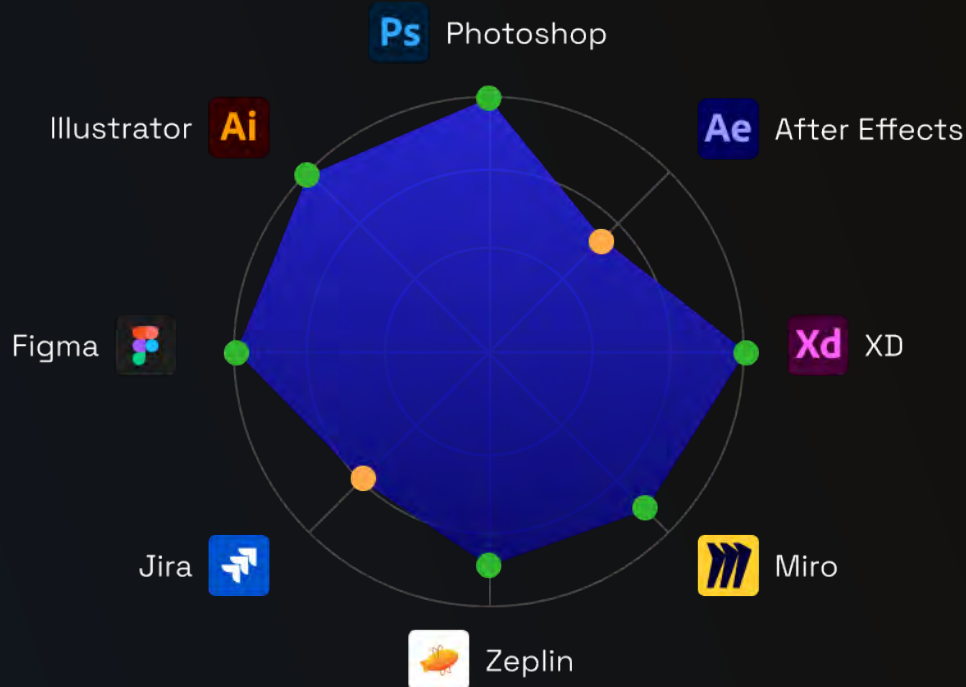 Ps Photoshop
Illustrator Ai
Ae After Effects
Figma
Xd XD
Jira
Miro
Zeplin